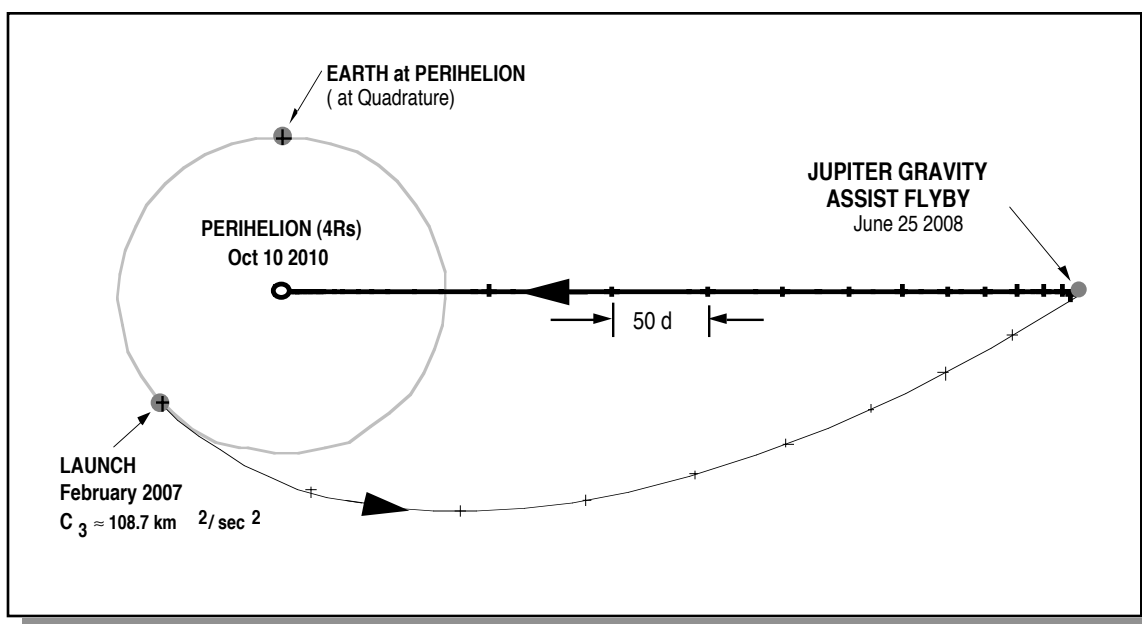 EARTH at PERIHELION
( at Quadrature)
JUPITER GRAVITY
ASSIST FLYBY
June 25 2008
PERIHELION (4Rs)
Oct 10 2010
50 d
LAUNCH
February 2007
C 3 ≈ 108.7 km 2/ sec 2